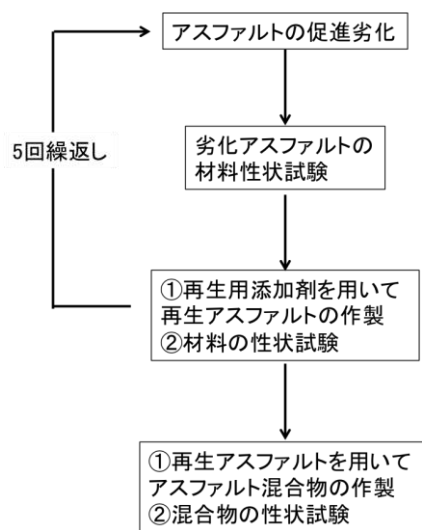 アスファルトの促進劣化
5回繰返し
劣化アスファルトの
材料性状試験
①再生用添加剤を用いて
再生アスファルトの作製
②材料の性状試験
①再生アスファルトを用いて
アスファルト混合物の作製
②混合物の性状試験